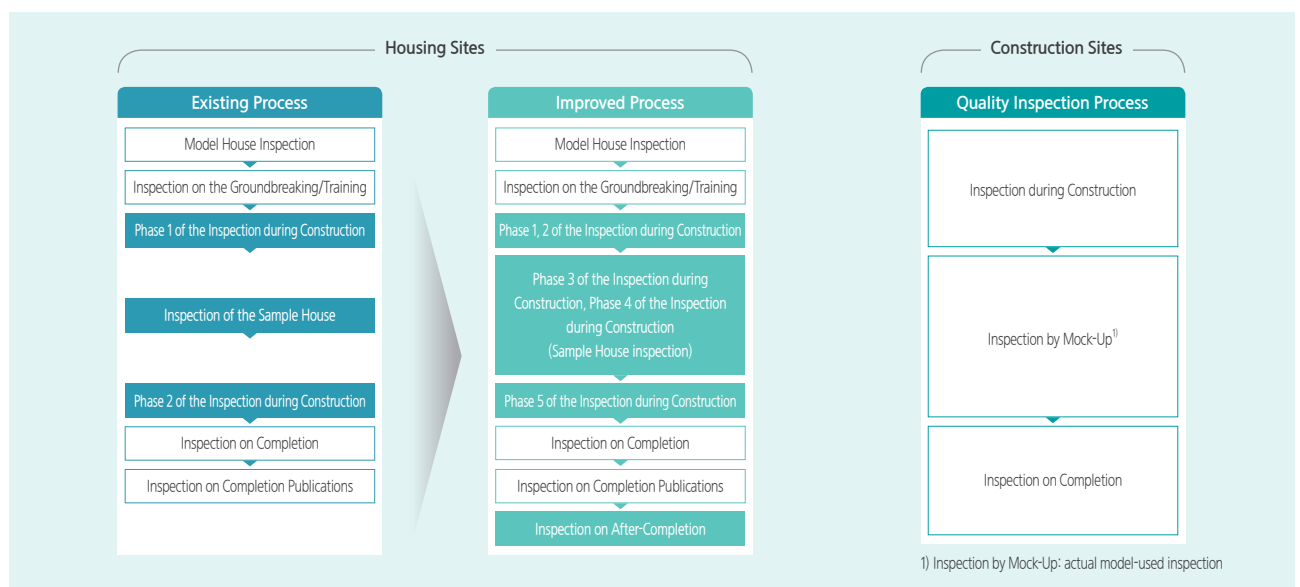 Housing Sites
Existing Process
Model House Inspection
Inspection on the Groundbreaking/Training
Phase 1 of the Inspection during Construction
Inspection of the Sample House
Phase 2 of the Inspection during Construction
Inspection on Completion
Inspection on Completion Publications
Improved Process
Model House Inspection
Inspection on the Groundbreaking/Training
Phase 1, 2 of the Inspection during Construction
Phase 3 of the Inspection during
Construction, Phase 4 of the Inspection
during Construction
(Sample House inspection)
Phase 5 of the Inspection during Construction
Inspection on Completion
Inspection on Completion Publications
Inspection on After-Completion
Construction Sites
Quality Inspection Process
Inspection during Construction
Inspection by Mock-Up1)
Inspection on Completion
1) Inspection by Mock-Up: actual model-used inspection